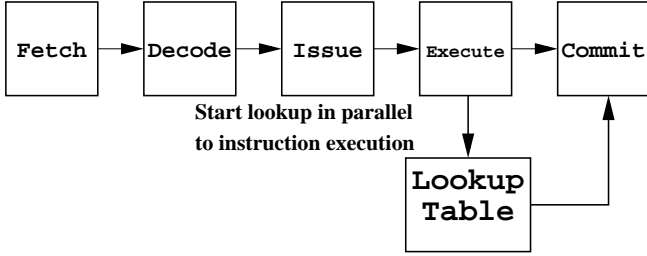 Fetch
Decode
Issue
Execute
Commit
Start lookup in parallel
to instruction execution
Lookup
Table